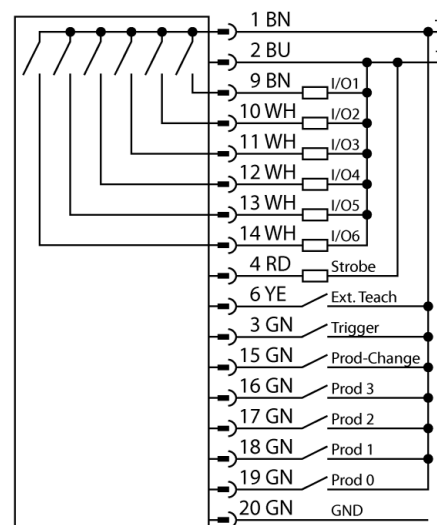 1 BN
2 BU
9 BN I/O1
10 WH I/O2
11 WH I/O3
12 WH I/O4
13 WH I/O5
14 WH I/O6
4 RD Strobe
6 YE Ext. Teach
3 GN Trigger
15 GN Prod-Change
16 GN Prod 3
17 GN Prod 2
18 GN Prod 1
19 GN Prod 0
20 GN GND